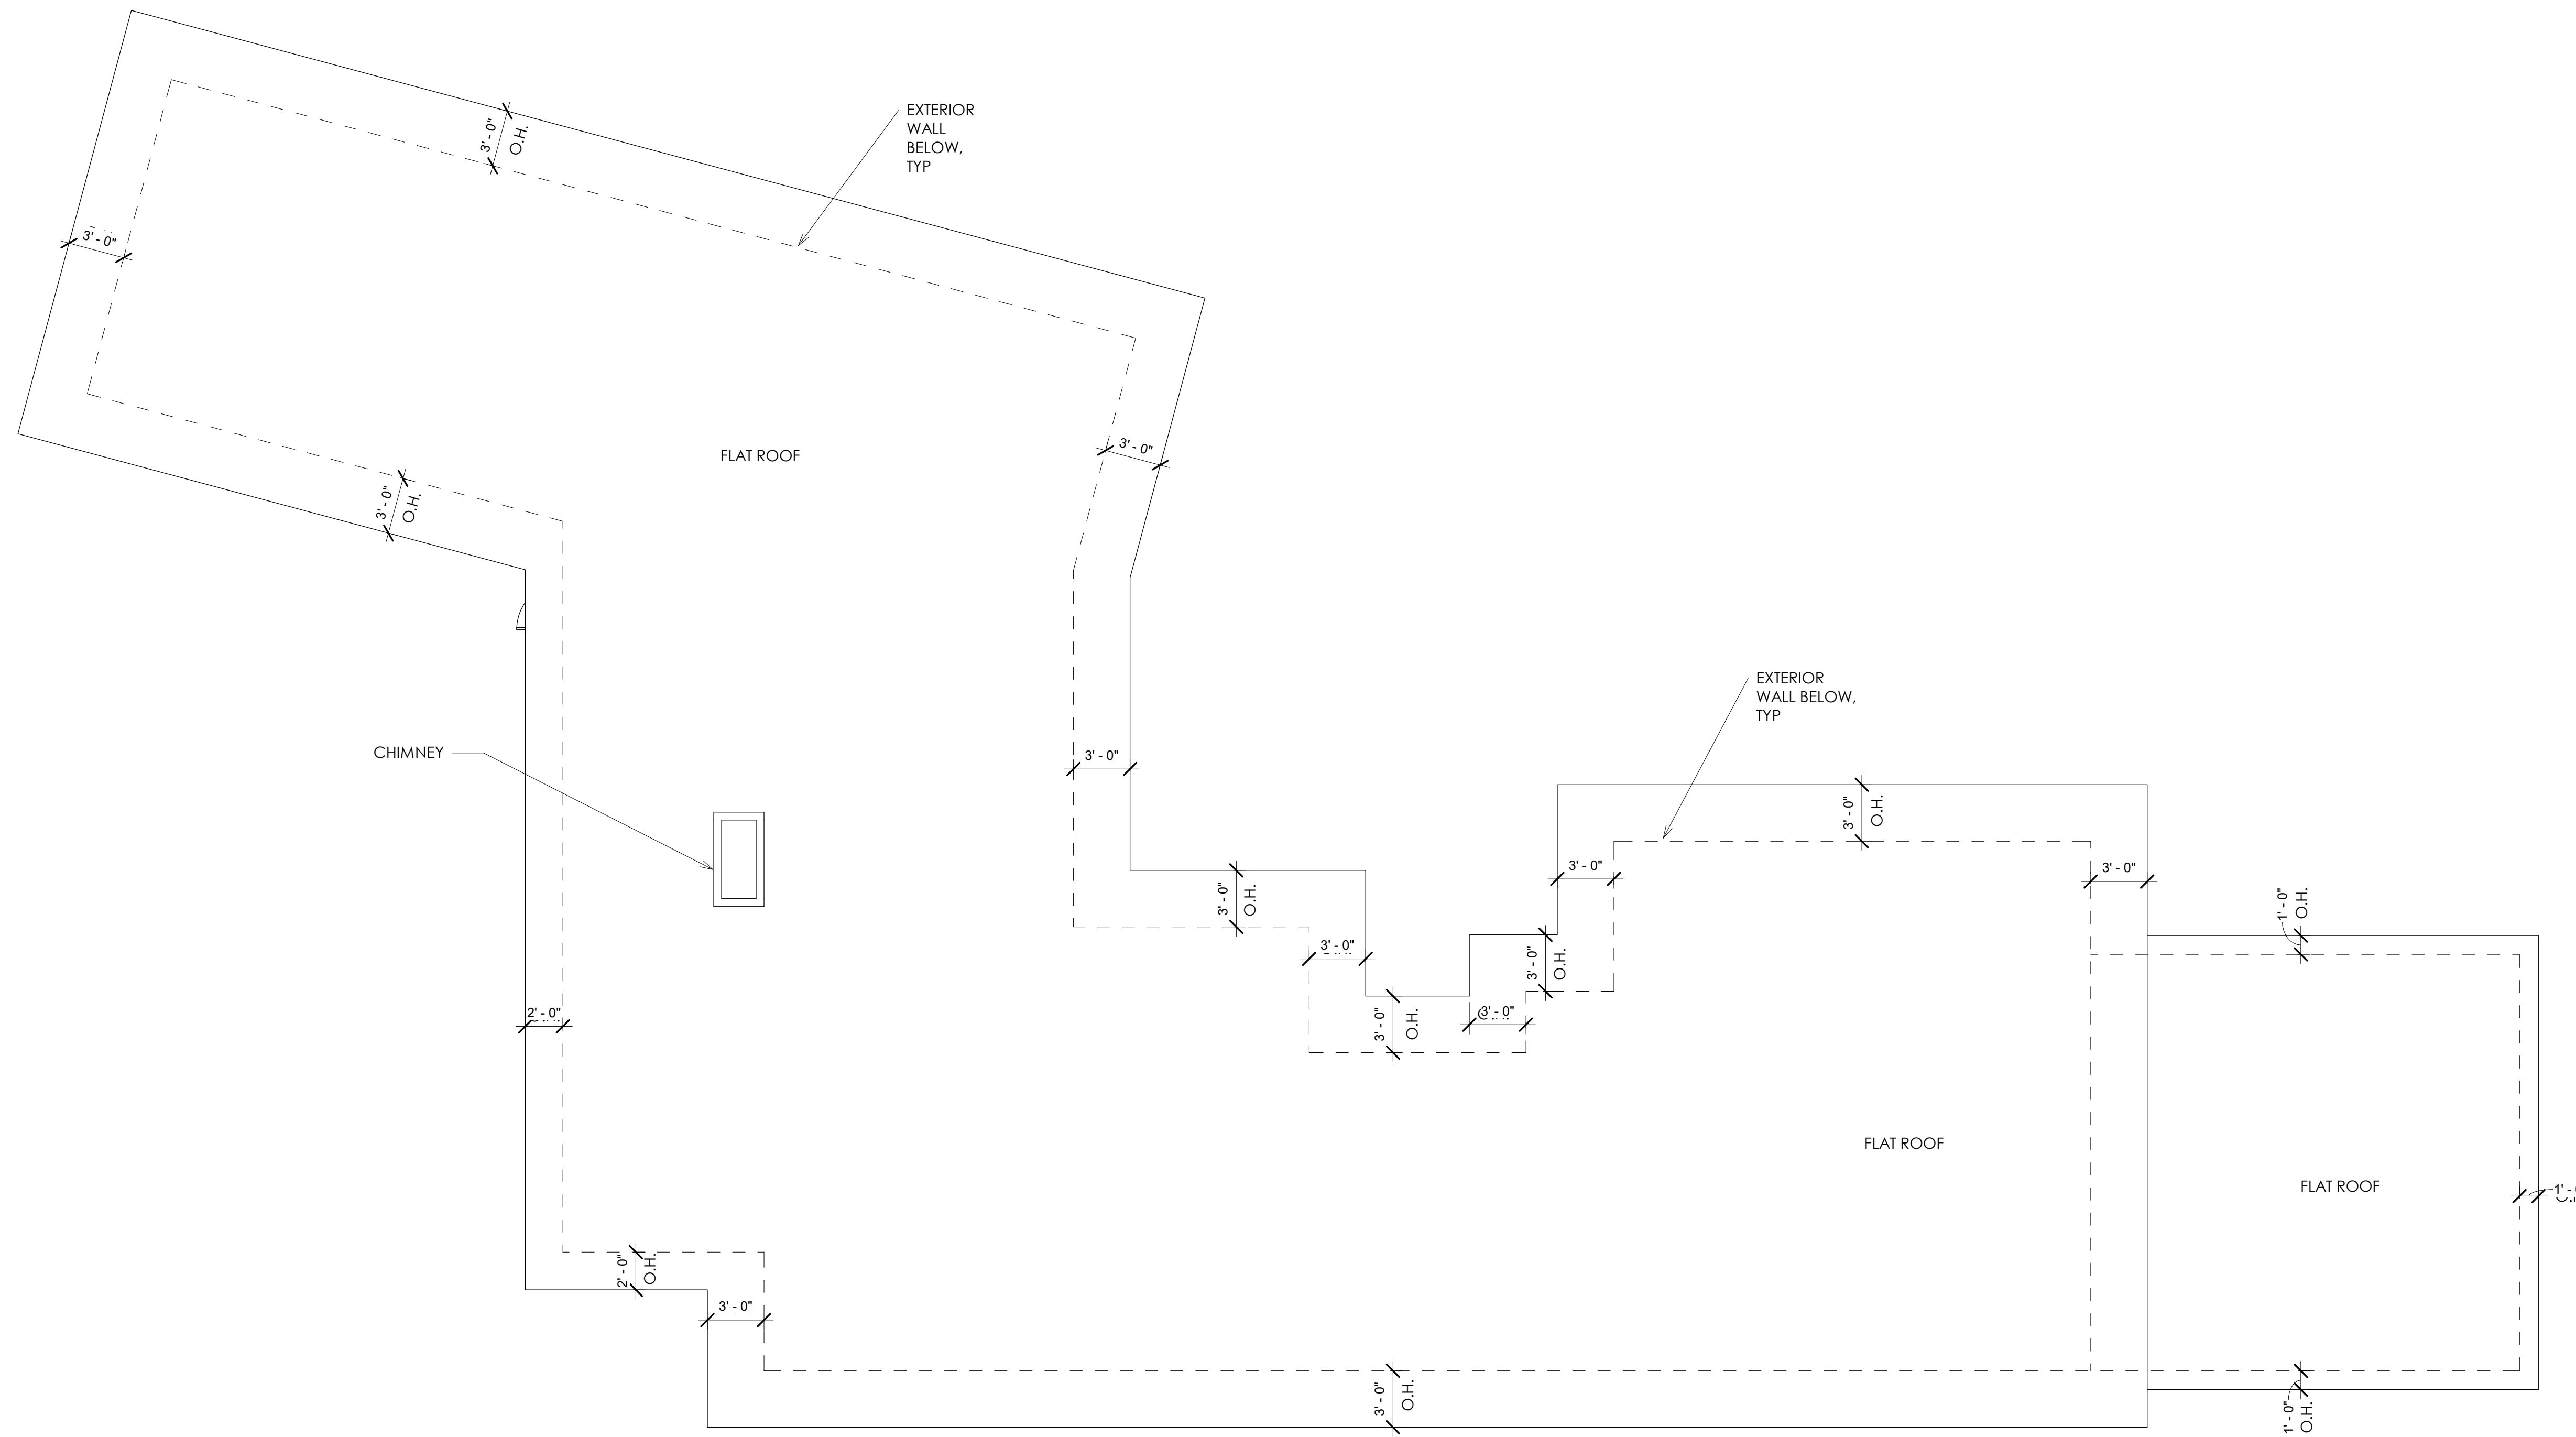 EXTERIOR
WALL
BELOW,
TYP
3' - 0"
O.H.
3' - 0"
3' - 0"
3' - 0"
O.H.
FLAT ROOF
EXTERIOR
WALL BELOW,
TYP
CHIMNEY
3' - 0"
3' - 0"
O.H.
3' - 0"
3' - 0"
3' - 0"
O.H.
1' - 0"
O.H.
3' - 0"
3' - 0"
O.H.
2' - 0"
3' - 0"
3' - 0"
O.H.
FLAT ROOF
FLAT ROOF
1' -
2' - 0"
O.H.
3' - 0"
3' - 0"
O.H.
1' - 0"
O.H.